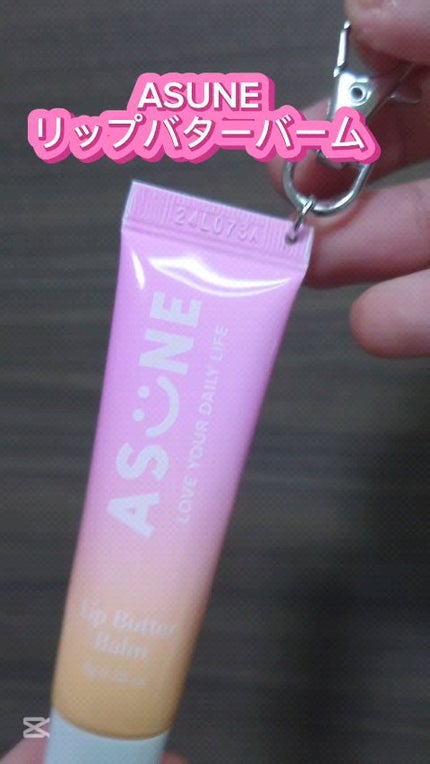 ASUNE
リップバターバーム
24L073A
ASUNE
LOVE YOUR DAILY LIFE
Lip Butter
Balm